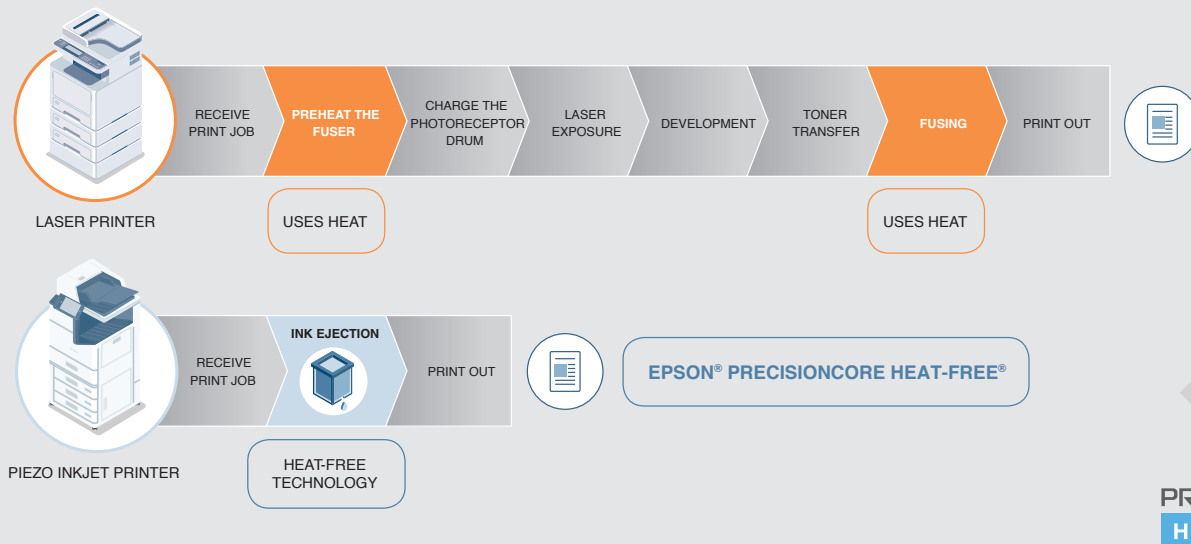 RECEIVE
PRINT JOB
PREHEAT THE
FUSER
CHARGE THE
PHOTORECEPTOR
DRUM
LASER
EXPOSURE
DEVELOPMENT
TONER
TRANSFER
FUSING
PRINT OUT
LASER PRINTER
USES HEAT
USES HEAT
RECEIVE
PRINT JOB
INK EJECTION
PRINT OUT
EPSON® PRECISIONCORE HEAT-FREE®
PIEZO INKJET PRINTER
HEAT-FREE
TECHNOLOGY
PR
H